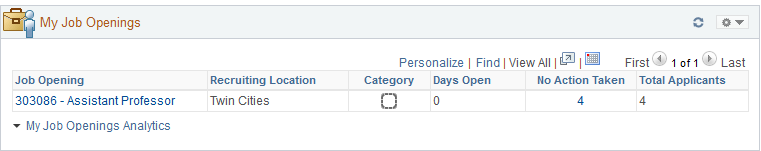 My Job Openings
Personalize | Find | View All | | First 1 of 1 Last
Job Opening Recruiting Location Category Days Open No Action Taken Total Applicants
303086 - Assistant Professor Twin Cities 0 4 4
My Job Openings Analytics